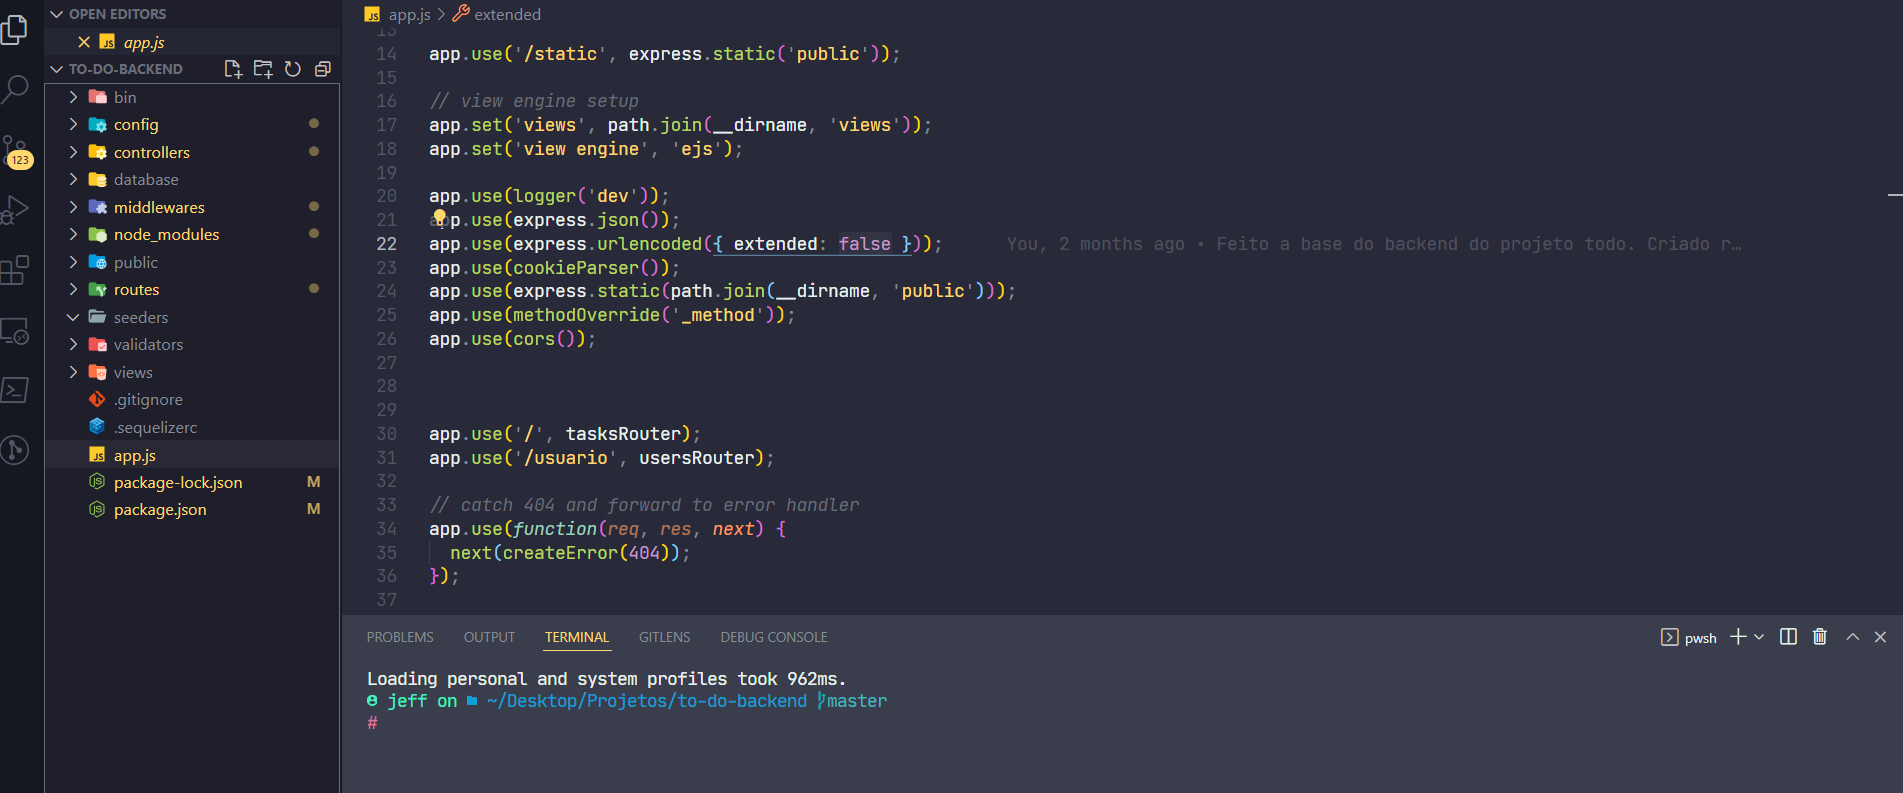 OPEN EDITORS
app.js
TO-DO-BACKEND
bin
config
controllers
database
middlewares
node_modules
public
routes
seeders
validators
views
.gitignore
.sequelizerc
app.js
package-lock.json M
package.json M
123
app.js > extended
13
14 app.use('/static', express.static('public'));
15
16 // view engine setup
17 app.set('views', path.join(__dirname, 'views'));
18 app.set('view engine', 'ejs');
19
20 app.use(logger('dev'));
21 app.use(express.json());
22 app.use(express.urlencoded({ extended: false })); You, 2 months ago • Feito a base do backend do projeto todo. Criado r…
23 app.use(cookieParser());
24 app.use(express.static(path.join(__dirname, 'public')));
25 app.use(methodOverride('_method'));
26 app.use(cors());
27
28
29
30 app.use('/', tasksRouter);
31 app.use('/usuario', usersRouter);
32
33 // catch 404 and forward to error handler
34 app.use(function(req, res, next) {
35 next(createError(404));
36 });
37
PROBLEMS OUTPUT TERMINAL GITLENS DEBUG CONSOLE pwsh
Loading personal and system profiles took 962ms.
jeff on ~/Desktop/Projetos/to-do-backend master
#